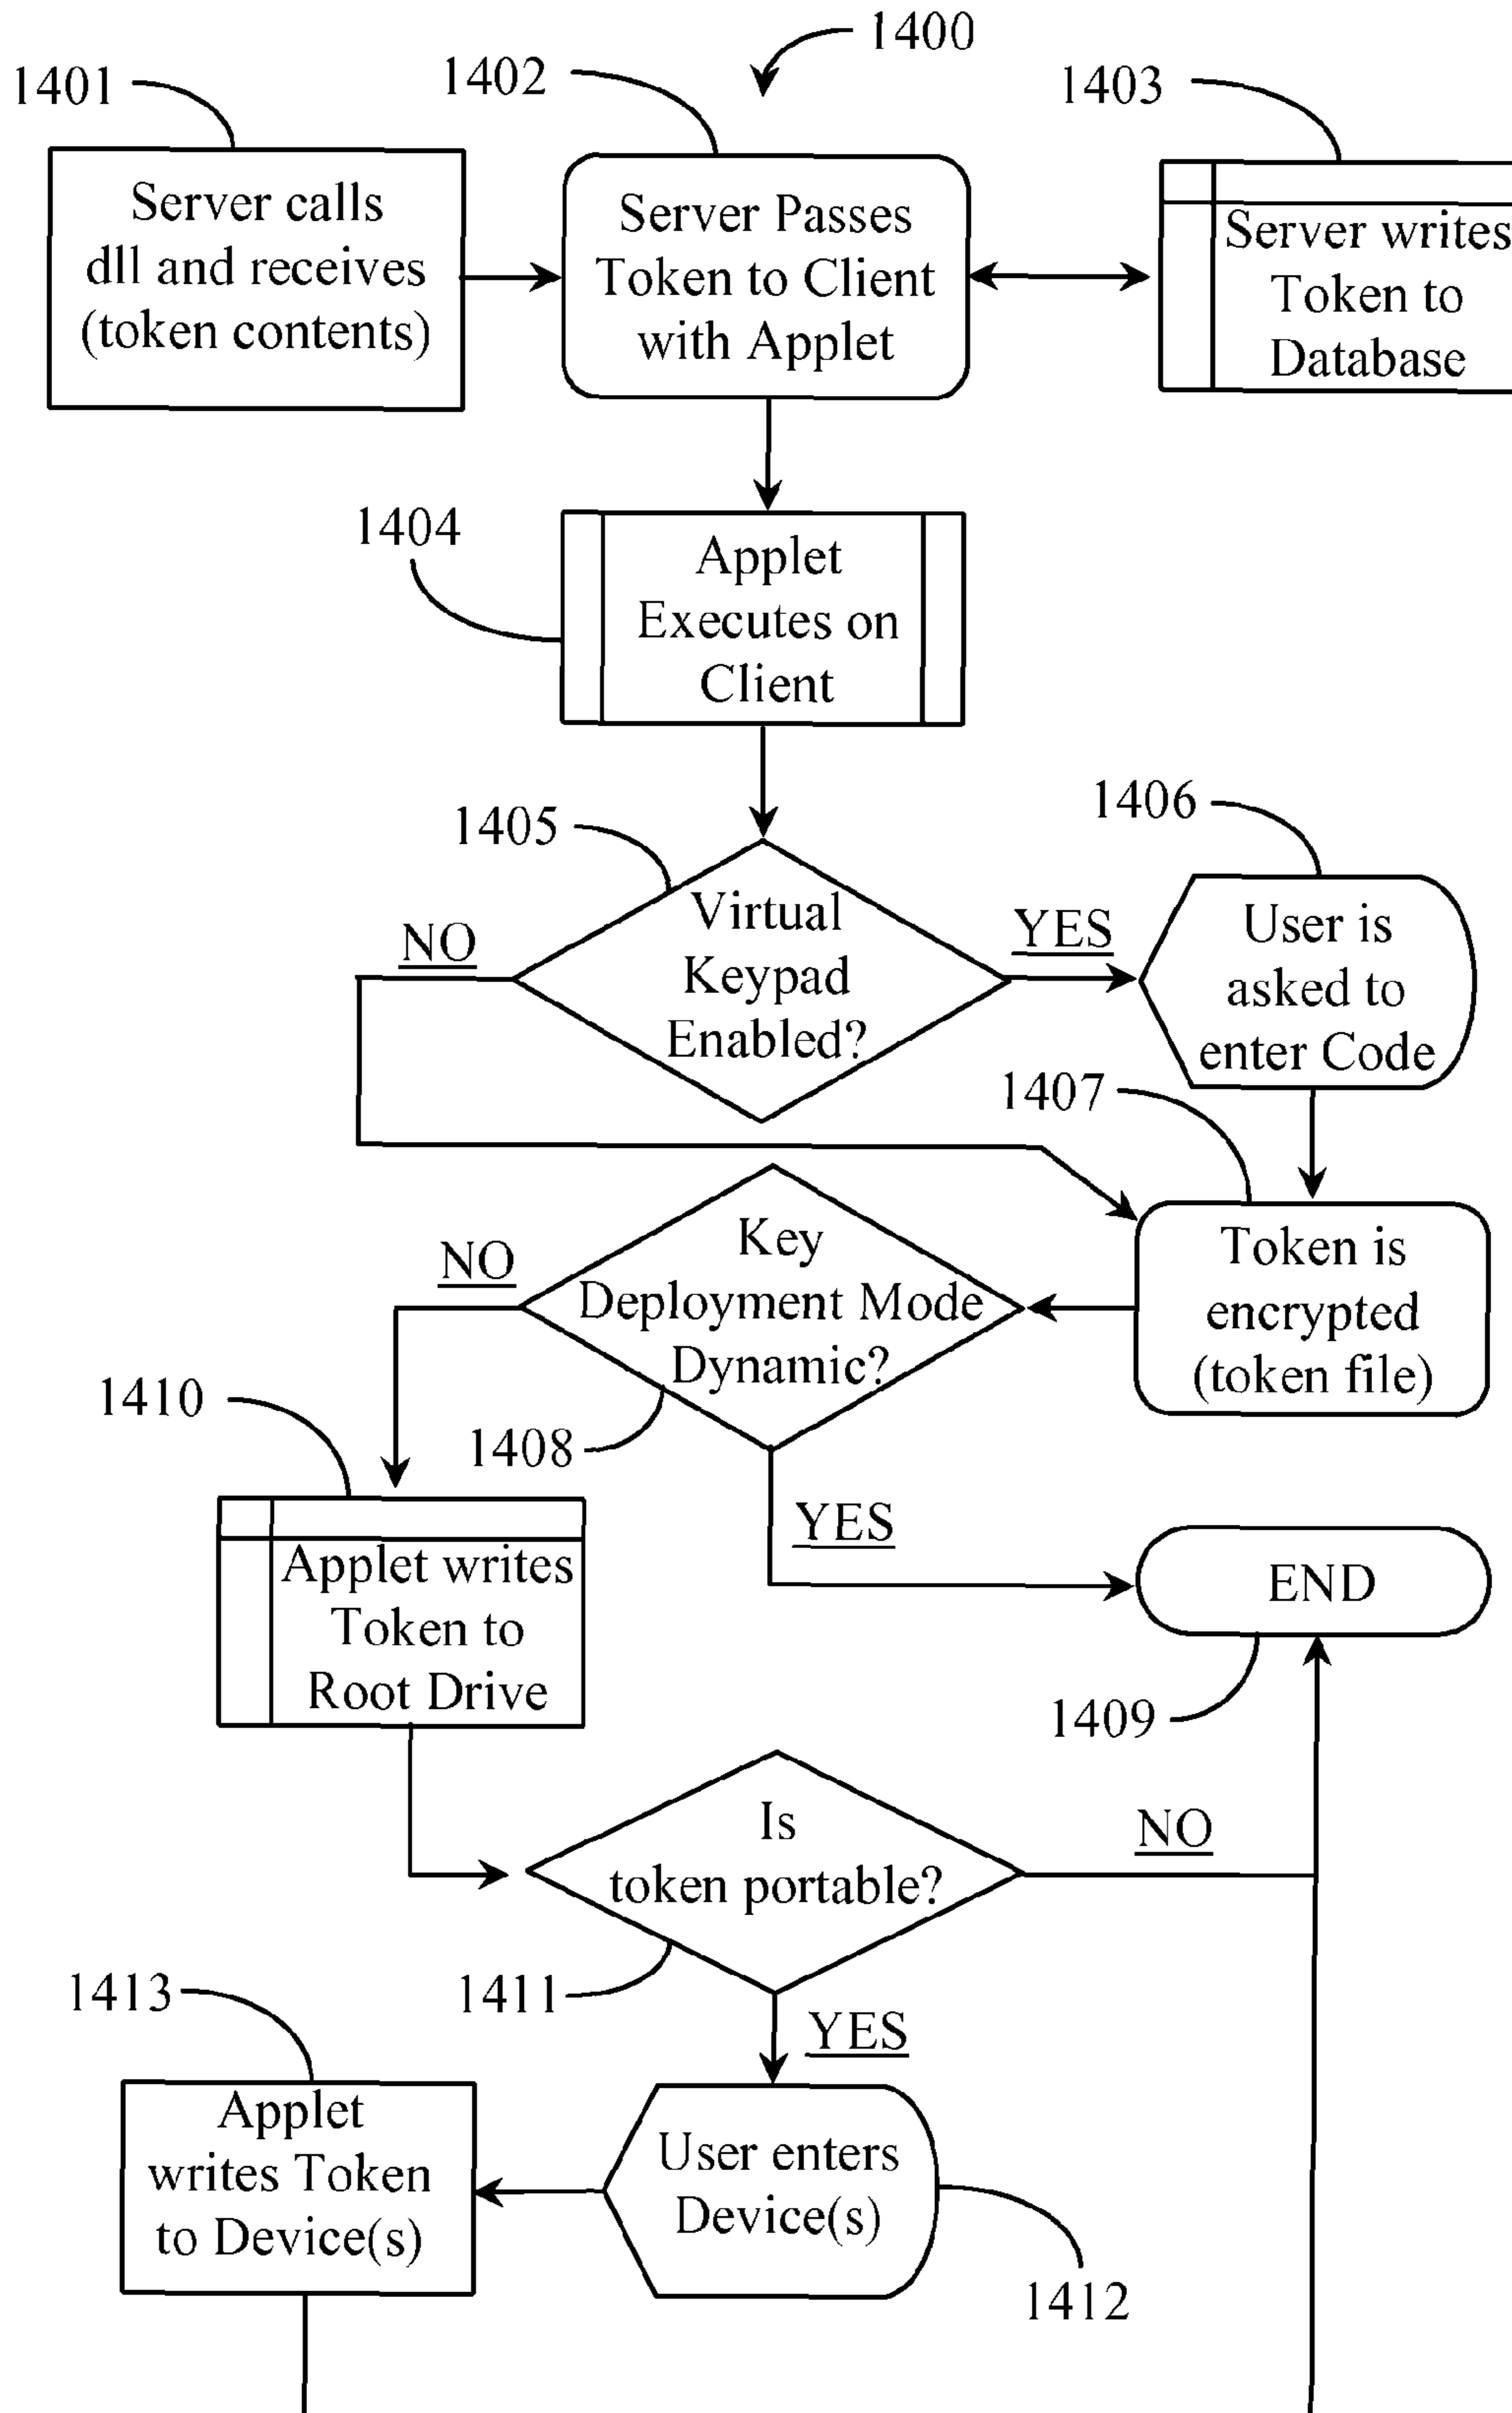 1400
1401
1402
1403
Server calls
dll and receives
(token contents)
Server Passes
Token to Client
with Applet
Server writes
Token to
Database
1404
Applet
Executes on
Client
1405
1406
Virtual
Keypad
Enabled?
NO
YES
User is
asked to
enter Code
1407
Token is
encrypted
(token file)
Key
Deployment Mode
Dynamic?
NO
1408
YES
1410
Applet writes
Token to
Root Drive
END
1409
Is
token portable?
NO
1411
YES
1413
Applet
writes Token
to Device(s)
User enters
Device(s)
1412